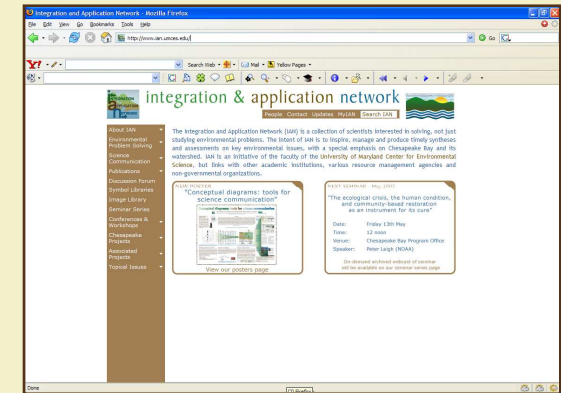 Integration and Application Network - Mozilla Firefox
File Edit View Go Bookmarks Tools Help
http://www.ian.umces.edu/
Go
Y! Search Web Mail Yellow Pages
integration & application network
People Contact Updates MyIAN Search IAN
About IAN
Environmental
Problem Solving
Science
Communication
Publications
Discussion Forum
Symbol Libraries
Image Library
Seminar Series
Conferences &
Workshops
Chesapeake
Projects
Associated
Projects
Topical Issues
The Integration and Application Network (IAN) is a collection of scientists interested in solving, not just
studying environmental problems. The intent of IAN is to inspire, manage and produce timely syntheses
and assessments on key environmental issues, with a special emphasis on Chesapeake Bay and its
watershed. IAN is an initiative of the faculty of the University of Maryland Center for Environmental
Science, but links with other academic institutions, various resource management agencies and
non-governmental organizations.
NEW POSTER
"Conceptual diagrams: tools for
science communication"
View our posters page
NEXT SEMINAR - May, 2005
"The ecological crisis, the human condition,
and community-based restoration
as an instrument for its cure"
Date: Friday 13th May
Time: 12 noon
Venue: Chesapeake Bay Program Office
Speaker: Peter Leigh (NOAA)
On-demand archived webcast of seminar
will be available on our seminar series page
Done